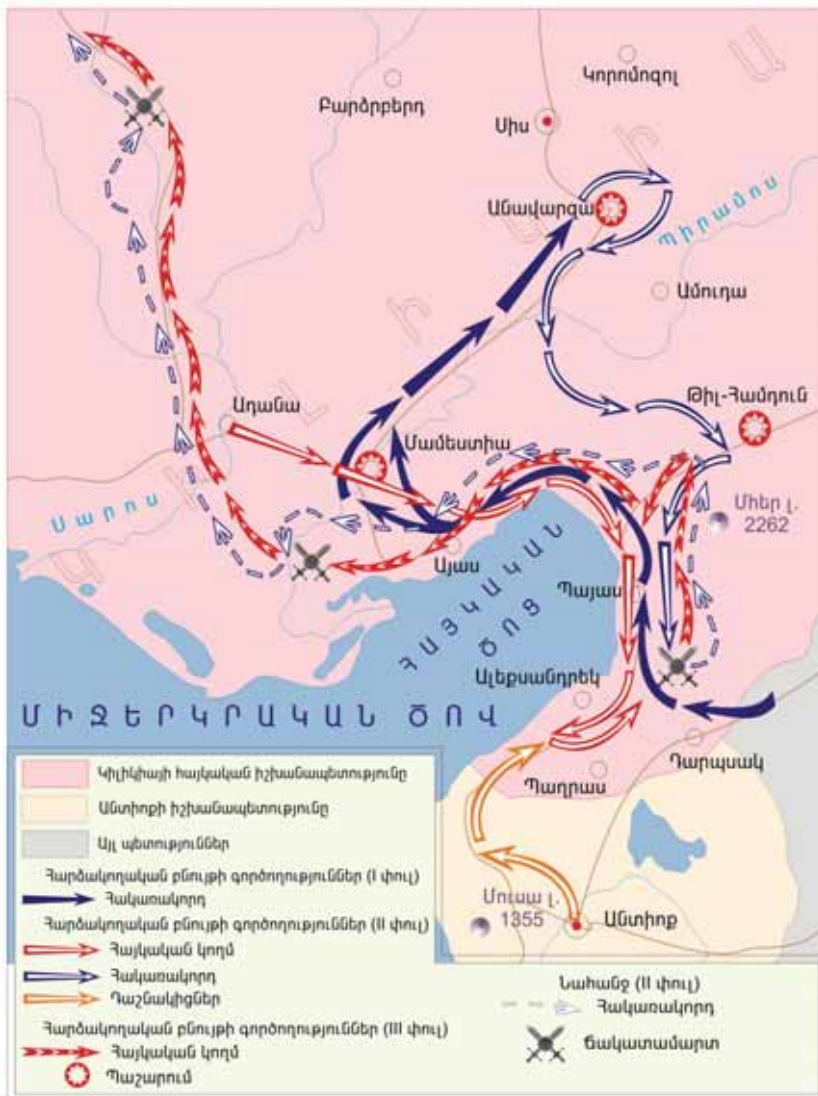 Կորոմոզոլ
Բարձրբերդ
Սիս
Անավարզա
Պիրամոս
Ամուդա
Թիլ-Համդուն
Ադանա
Մամեստիա
Սարոս
Մհեր լ.
2262
Այաս
ՀԱՅԿԱԿԱՆ
ԾՈՑ
Պայաս
Ալեքսանդրեկ
ՄԻՋԵՐԿՐԱԿԱՆ ԾՈՎ
Դարպսակ
Պաղրաս
Մուսա լ.
1355
Անտիոք
Կիլիկիայի հայկական իշխանապետությունը
Անտիոքի իշխանապետությունը
Այլ պետություններ
Հարձակողական բնույթի գործողություններ (I փուլ)
Հակառակորդ
Հարձակողական բնույթի գործողություններ (II փուլ)
Հայկական կողմ
Հակառակորդ
Դաշնակիցներ
Հարձակողական բնույթի գործողություններ (III փուլ)
Հայկական կողմ
Պաշարում
Նահանջ (II փուլ)
Հակառակորդ
Ճակատամարտ